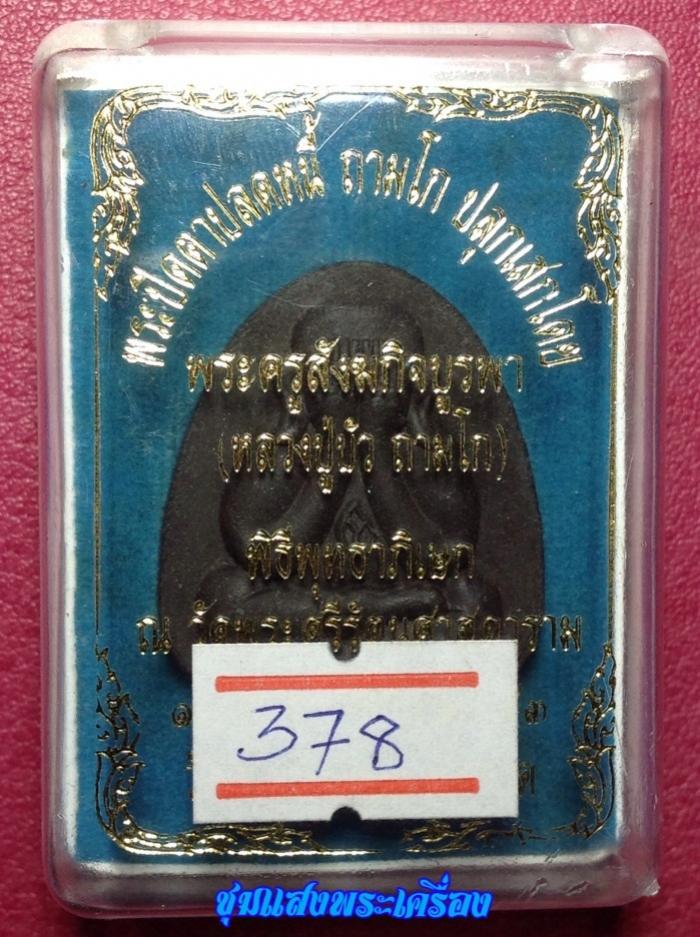 พระปิดตาปลดหนี้ ถามโก ปลุกเสกโดย
พระครูสังฆกิจบูรพา
(หลวงปู่บัว ถามโก)
พิธีพุทธาภิเษก
ณ วัดพระศรีรัตนศาสดาราม
378
ชุมแสงพระเครื่อง